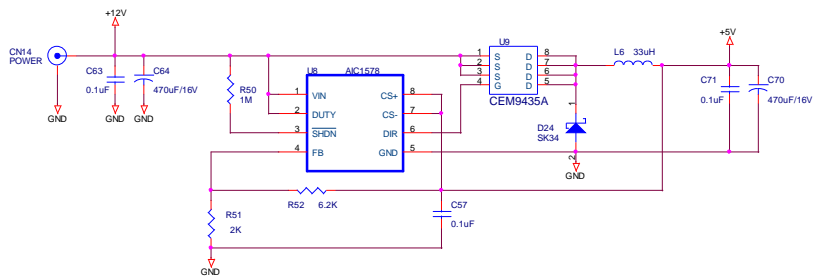 +12V
CN14
POWER
C63
0.1uF
C64
470uF/16V
GND
GND
GND
R50
1M
U8
AIC1578
1
VIN
CS+
8
2
DUTY
CS-
7
3
SHDN
DIR
6
4
FB
GND
5
U9
1
S
D
8
2
S
D
7
3
S
D
6
4
G
D
5
CEM9435A
L6
33uH
+5V
C71
0.1uF
C70
470uF/16V
1
D24
SK34
2
GND
R52
6.2K
R51
2K
C57
0.1uF
GND